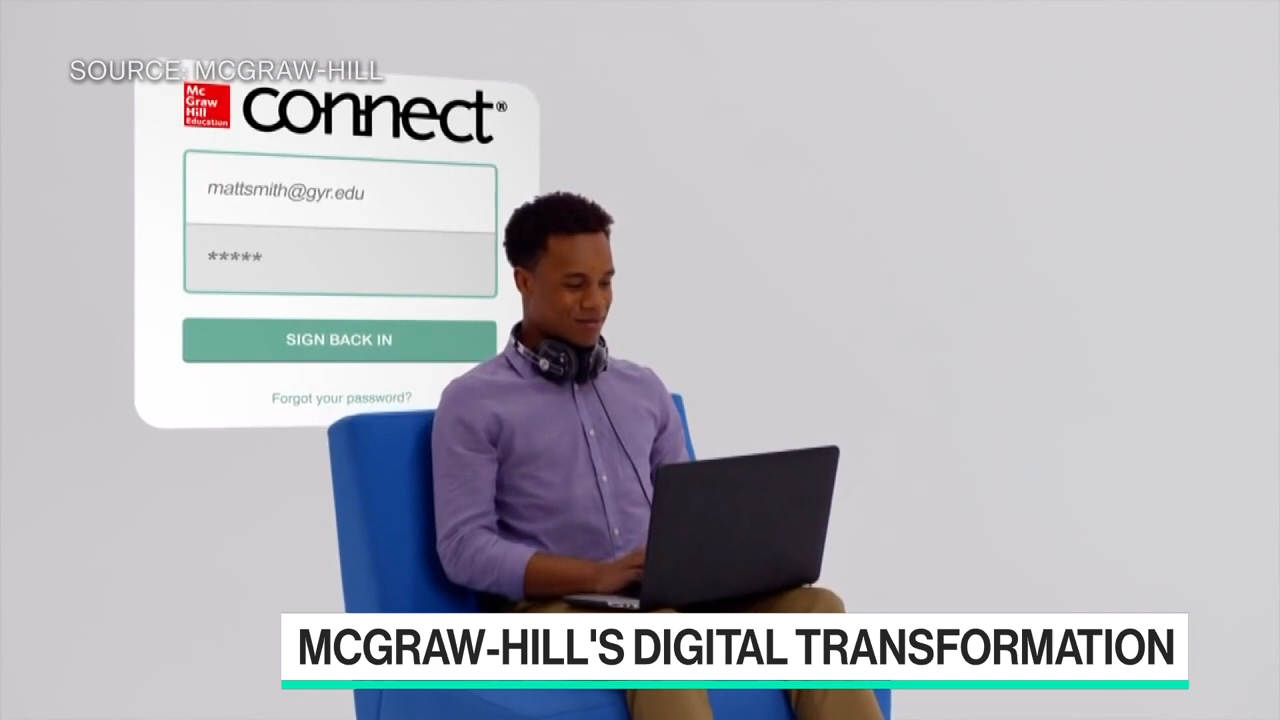 SOURCE: MCGRAW-HILL
Mc
Graw
Hill
Education
connect®
mattsmith@gyr.edu
*****
SIGN BACK IN
Forgot your password?
MCGRAW-HILL'S DIGITAL TRANSFORMATION